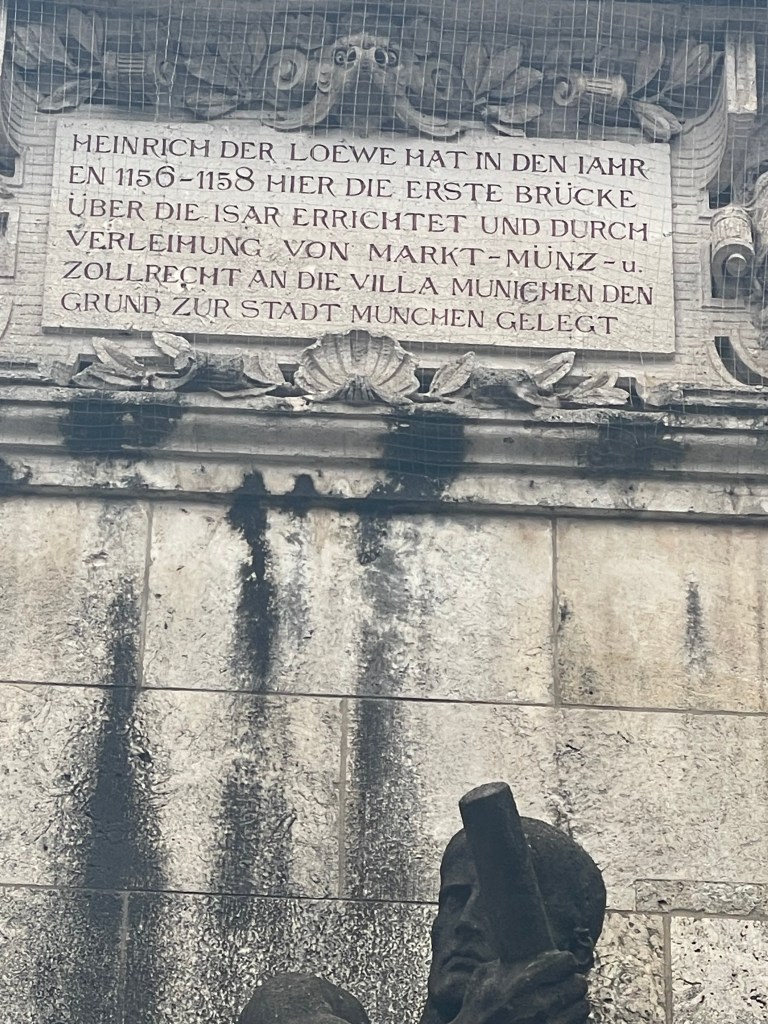 HEINRICH DER LOEWE HAT IN DEN IAHR
EN 1156-1158 HIER DIE ERSTE BRÜCKE
ÜBER DIE ISAR ERRICHTET UND DURCH
VERLEIHUNG VON MARKT-MÜNZ-u.
ZOLLRECHT AN DIE VILLA MUNICHEN DEN
GRUND ZUR STADT MUNCHEN GELEGT